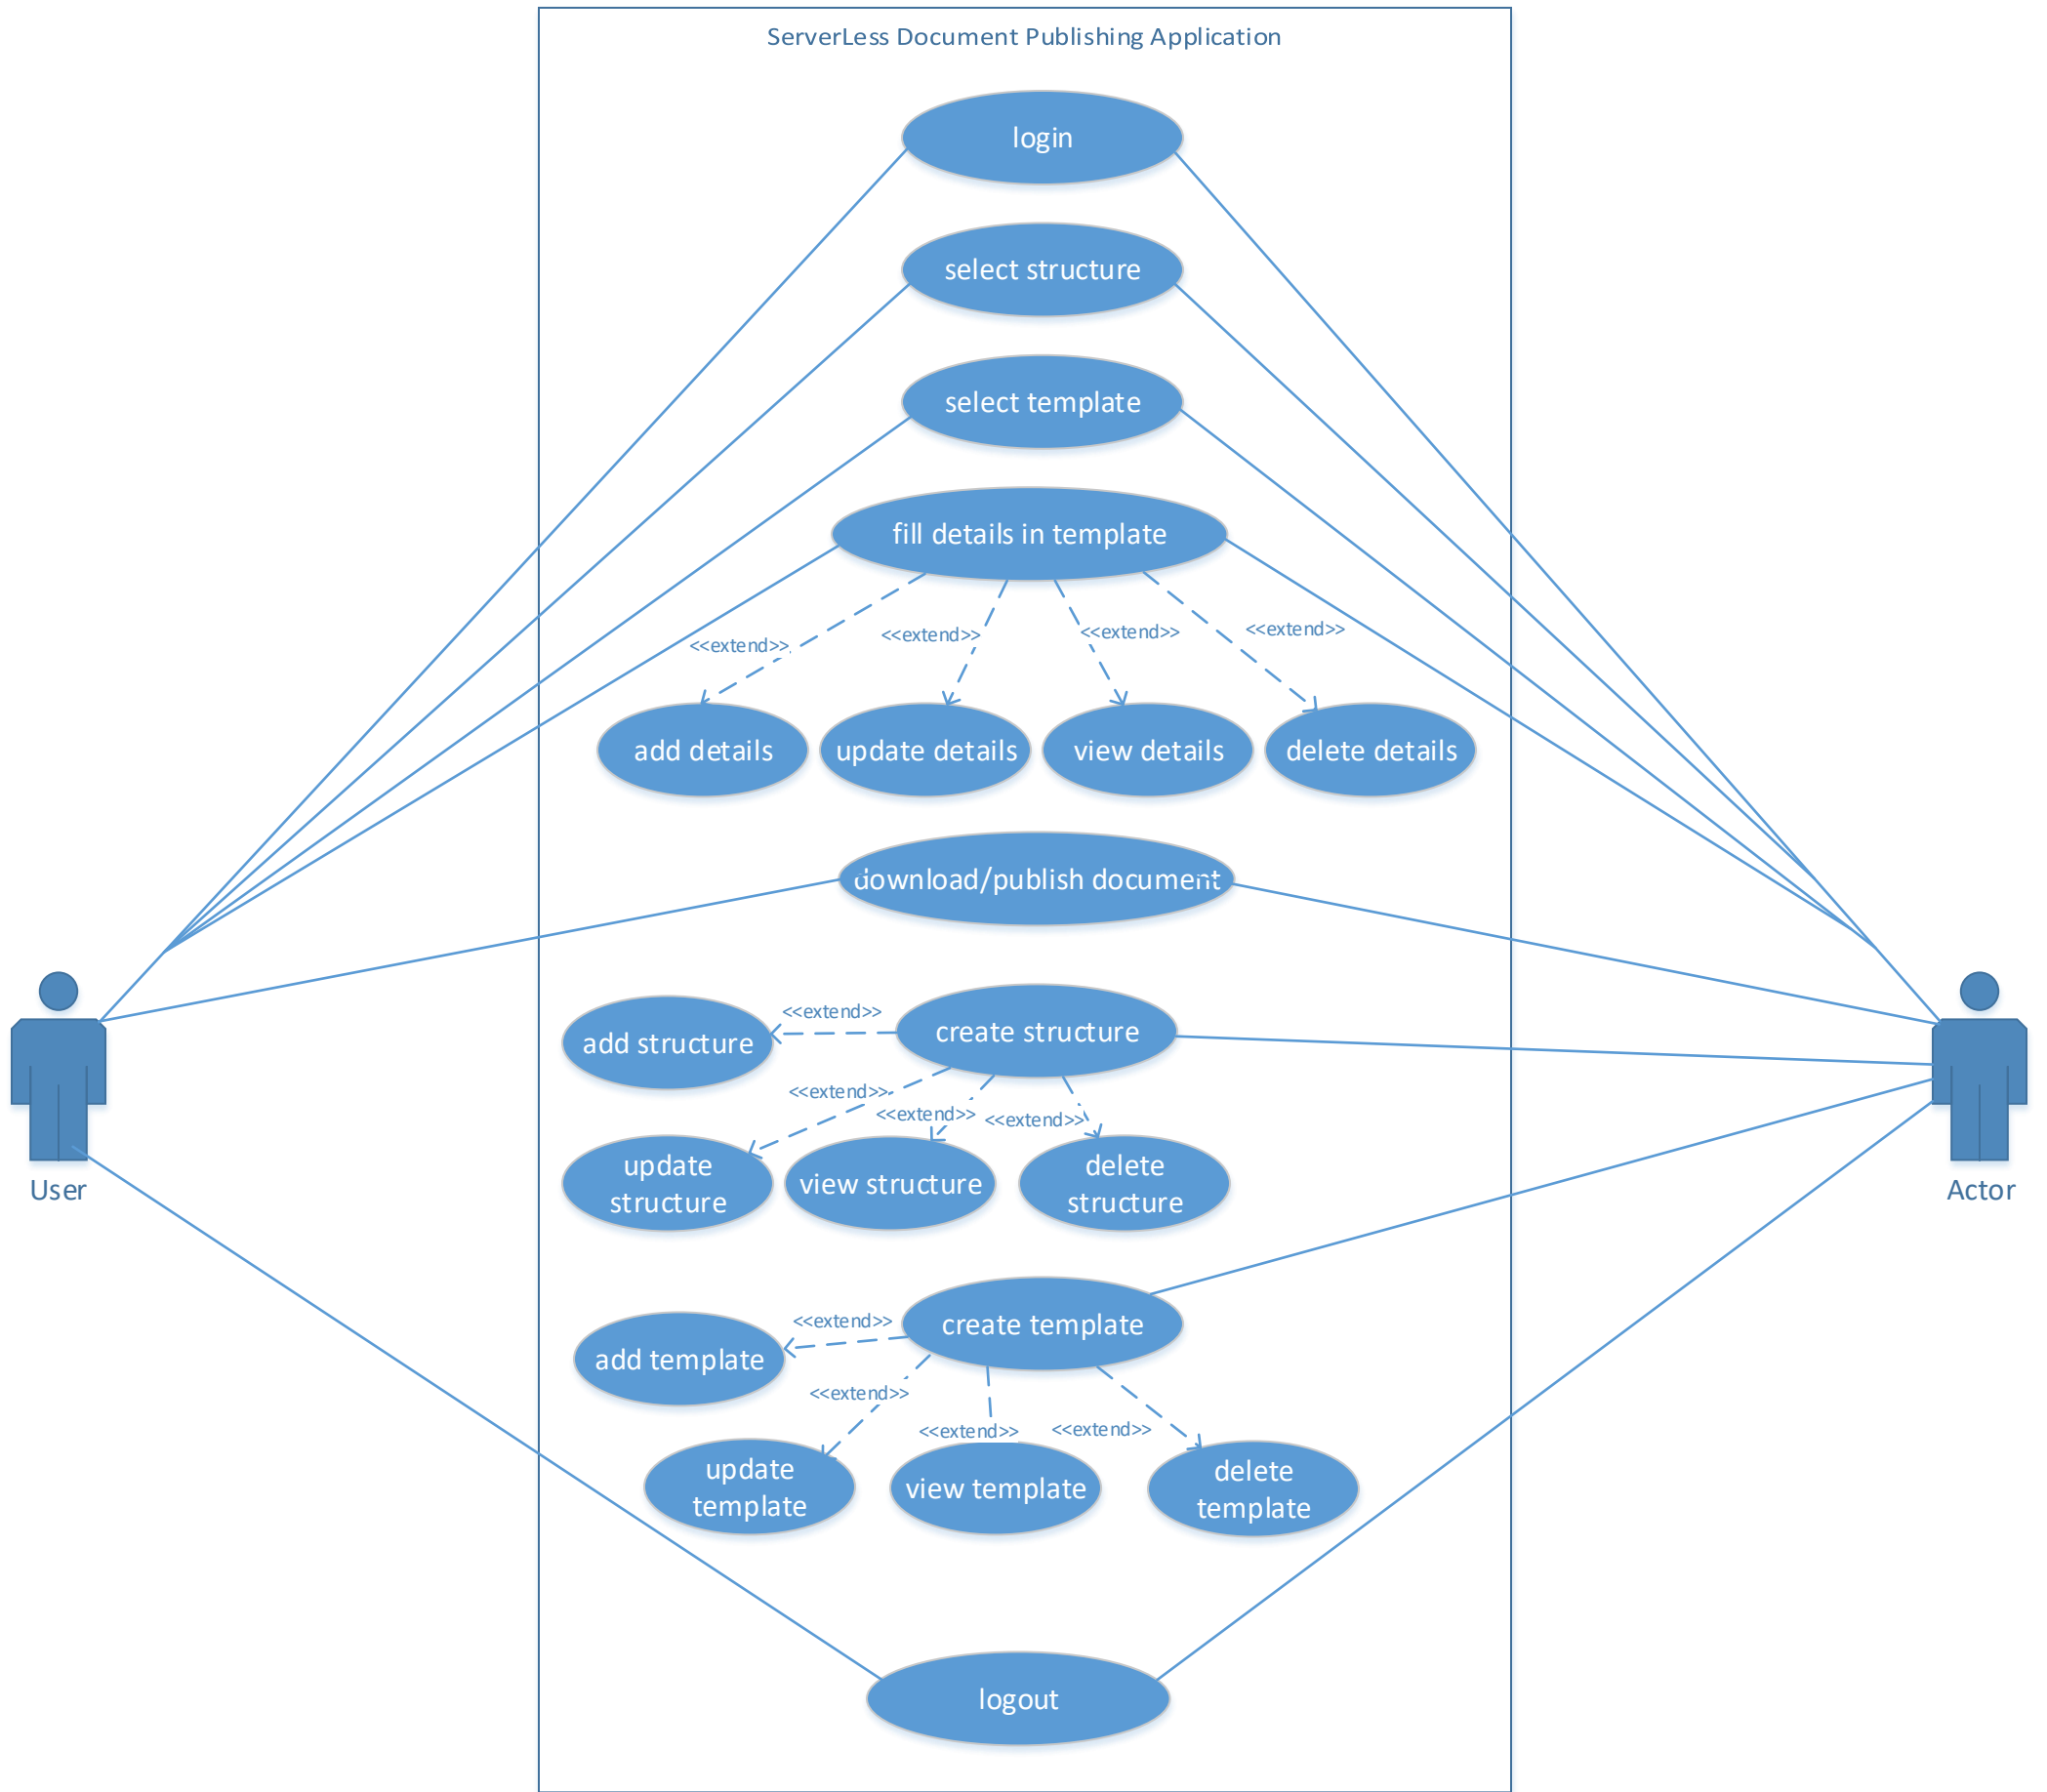 ServerLess Document Publishing Application
login
select structure
select template
fill details in template
<<extend>>
<<extend>>
<<extend>>
<<extend>>
add details
update details
view details
delete details
download/publish document
<<extend>>
add structure
create structure
<<extend>>
<<extend>>
<<extend>>
update
structure
view structure
delete
structure
User
Actor
<<extend>>
create template
add template
<<extend>>
<<extend>>
<<extend>>
update
template
view template
delete
template
logout